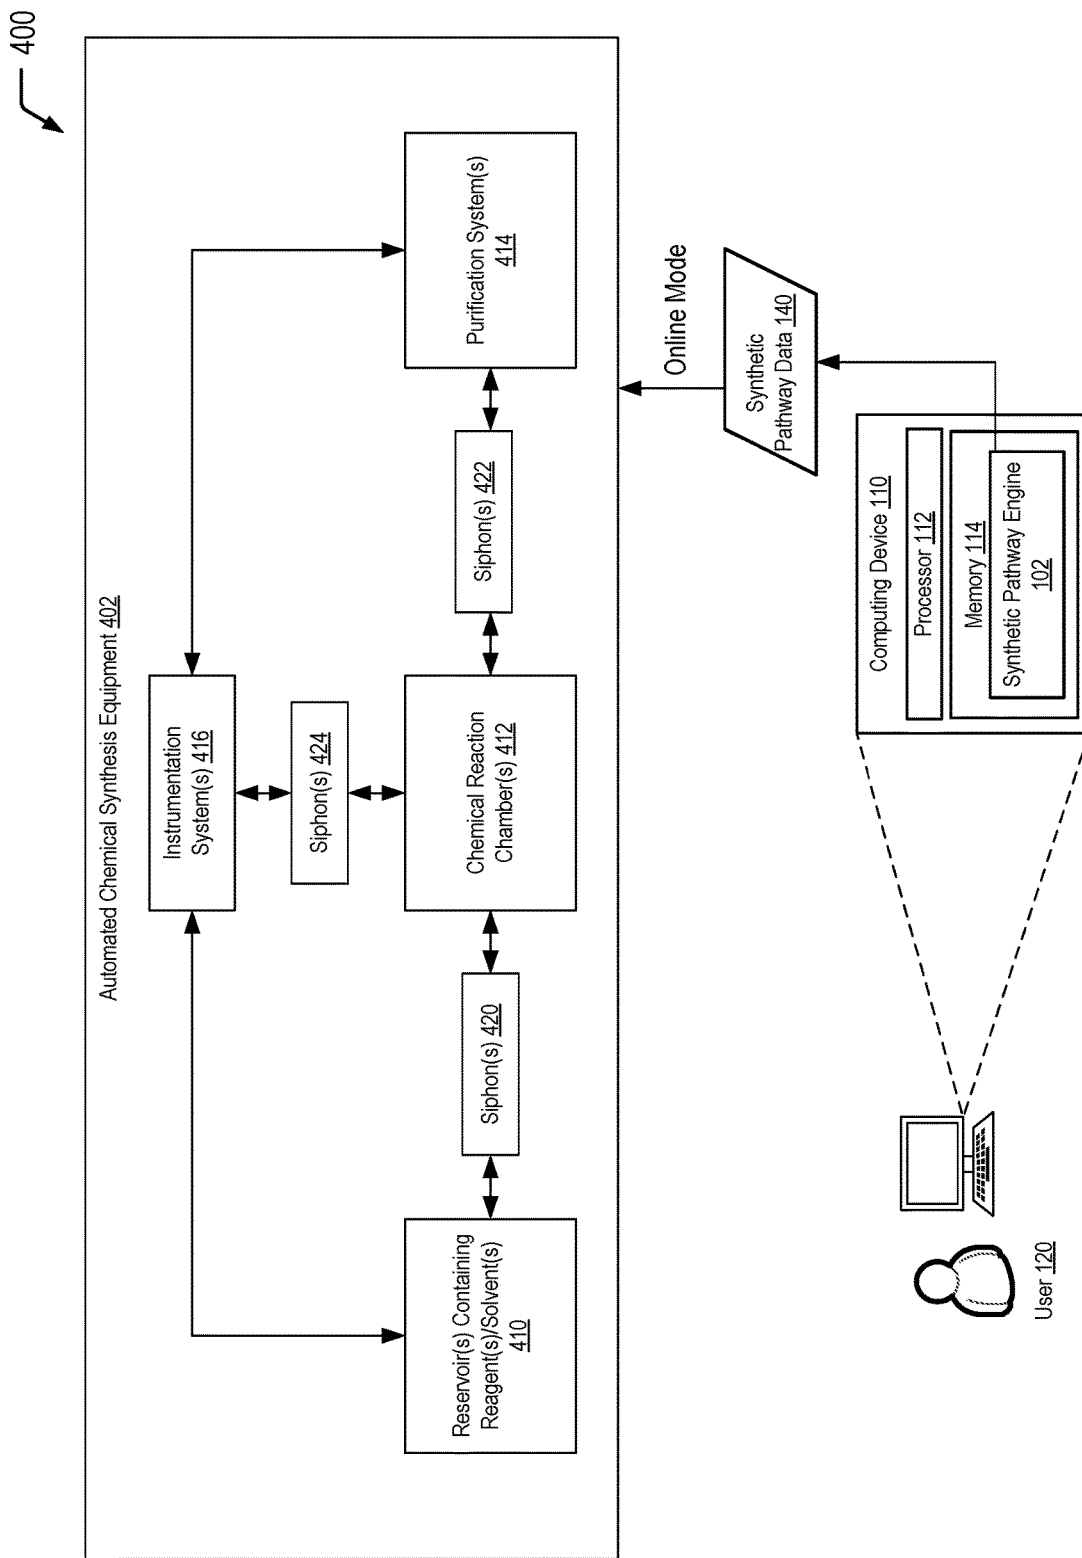 400
Automated Chemical Synthesis Equipment 402
Instrumentation
System(s) 416
Siphon(s) 424
Reservoir(s) Containing
Reagent(s)/Solvent(s)
410
Siphon(s) 420
Chemical Reaction
Chamber(s) 412
Siphon(s) 422
Purification System(s)
414
Online Mode
Synthetic
Pathway Data 140
Computing Device 110
Processor 112
Memory 114
Synthetic Pathway Engine
102
User 120